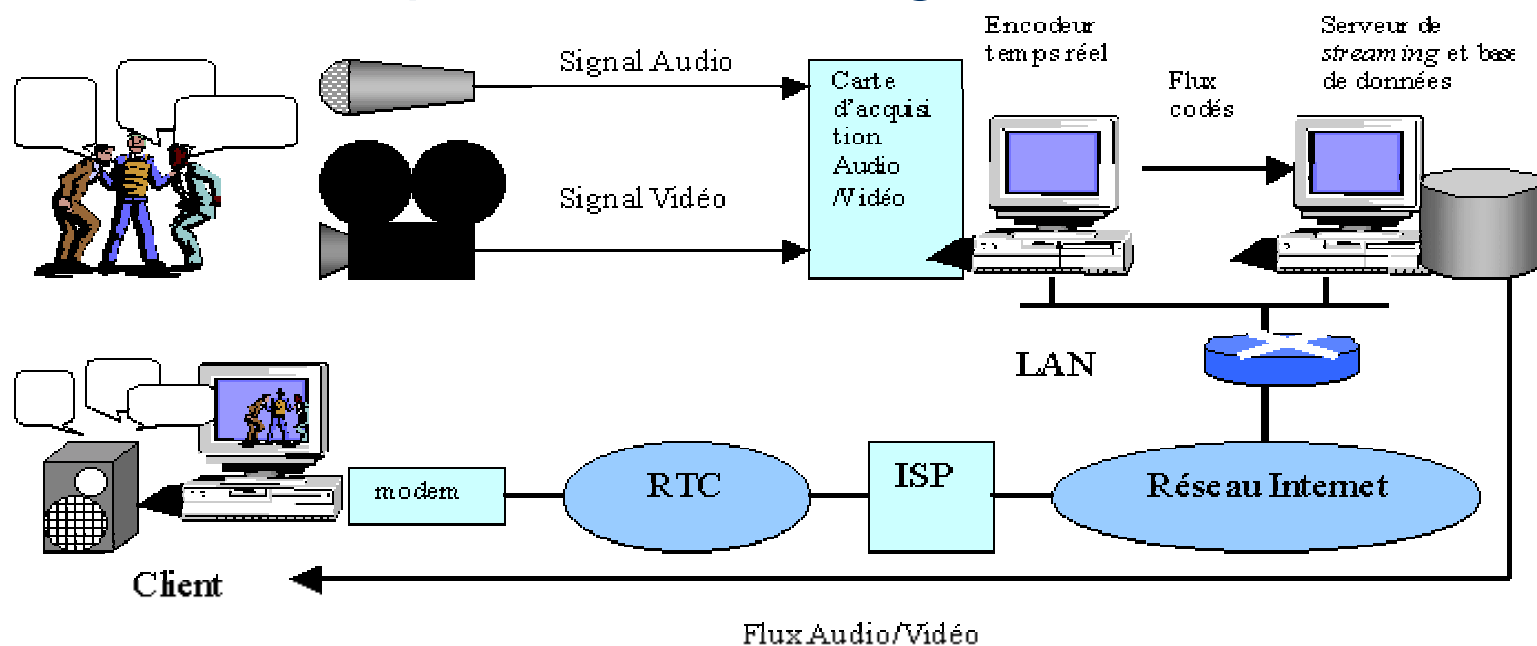 Signal Audio
Signal Vidéo
Carte
d'acquisi
tion
Audio
/Vidéo
Encodeur
temps réel
Flux
codés
Serveur de
streaming et base
de données
LAN
modem
RTC
ISP
Réseau Internet
Client
Flux Audio/Vidéo